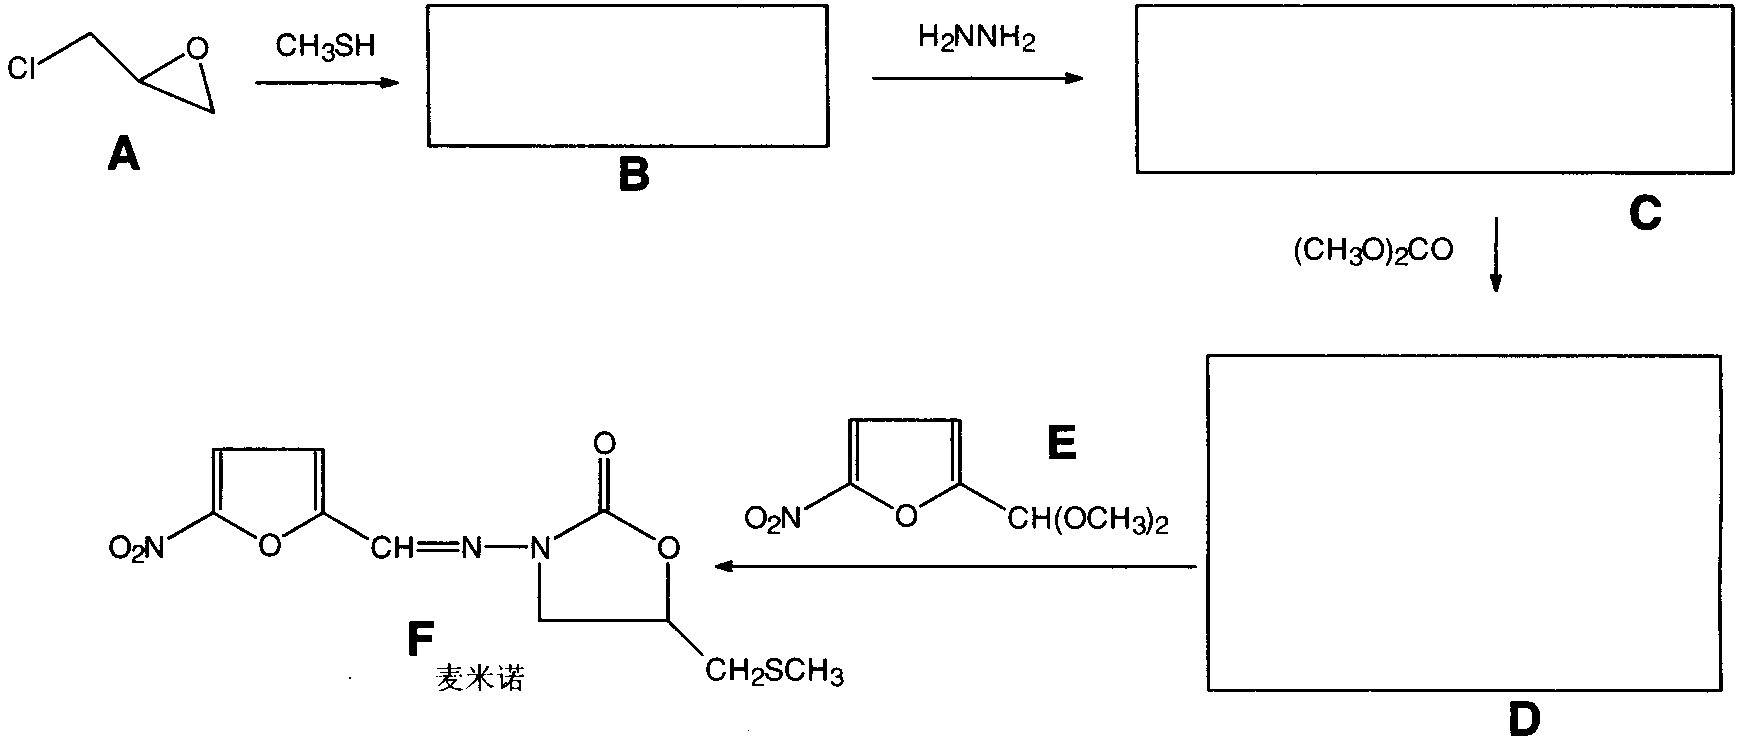 Cl
O
A
CH3SH
B
H2NNH2
C
(CH3O)2CO
D
E
O2N
O
CH(OCH3)2
O
O2N
O
CH=N
N
O
CH2SCH3
F
麦米诺